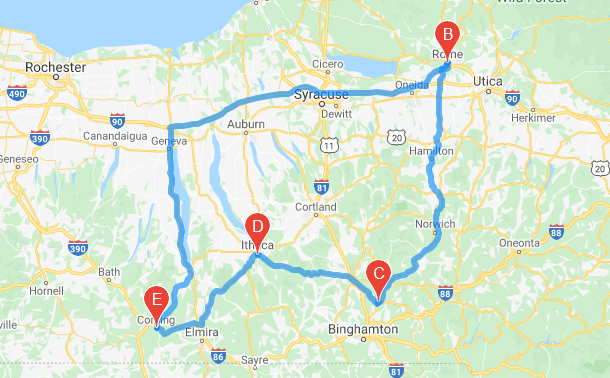 Wild Forest
B
Rome
Rochester
Cicero
Oneida
Utica
490
Syracuse
90
Dewitt
90
Herkimer
390
Auburn
Canandaigua
Geneva
11
20
Hamilton
Geneseo
20
81
Cortland
D
Norwich
88
Ithaca
Oneonta
390
Bath
C
Hornell
E
88
Corning
Elmira
Binghamton
ville
86
Sayre
81